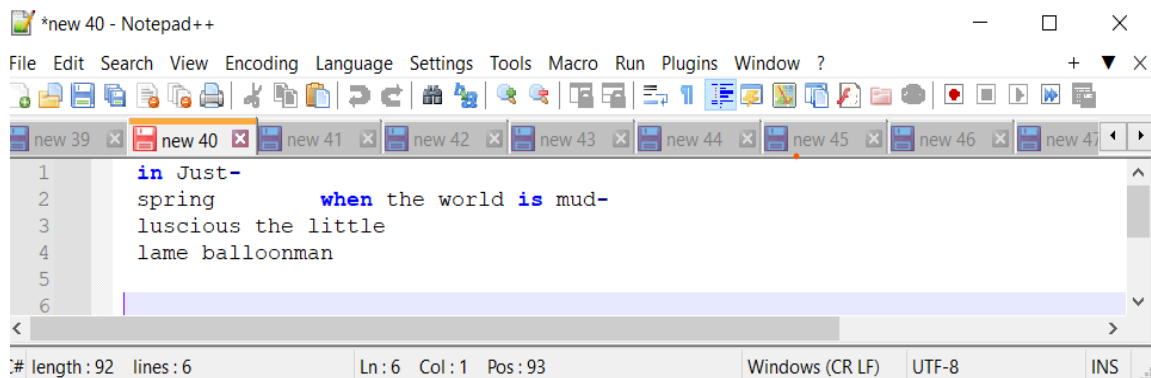 *new 40 - Notepad++
File Edit Search View Encoding Language Settings Tools Macro Run Plugins Window ? + ▼ X
new 39 new 40 new 41 new 42 new 43 new 44 new 45 new 46 new 47
1 in Just-
2 spring          when the world is mud-
3 luscious the little
4 lame balloonman
5
6
# length : 92 lines : 6 Ln : 6 Col : 1 Pos : 93 Windows (CR LF) UTF-8 INS